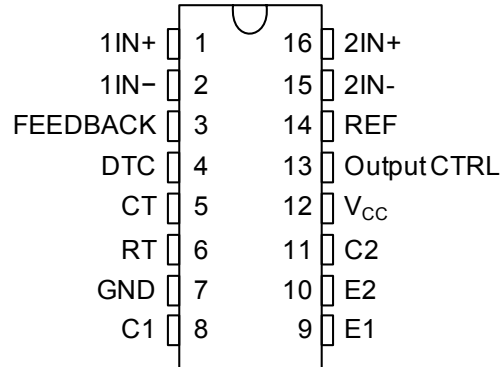 1IN+ 1 16 2IN+
1IN− 2 15 2IN-
FEEDBACK 3 14 REF
DTC 4 13 Output CTRL
CT 5 12 VCC
RT 6 11 C2
GND 7 10 E2
C1 8 9 E1